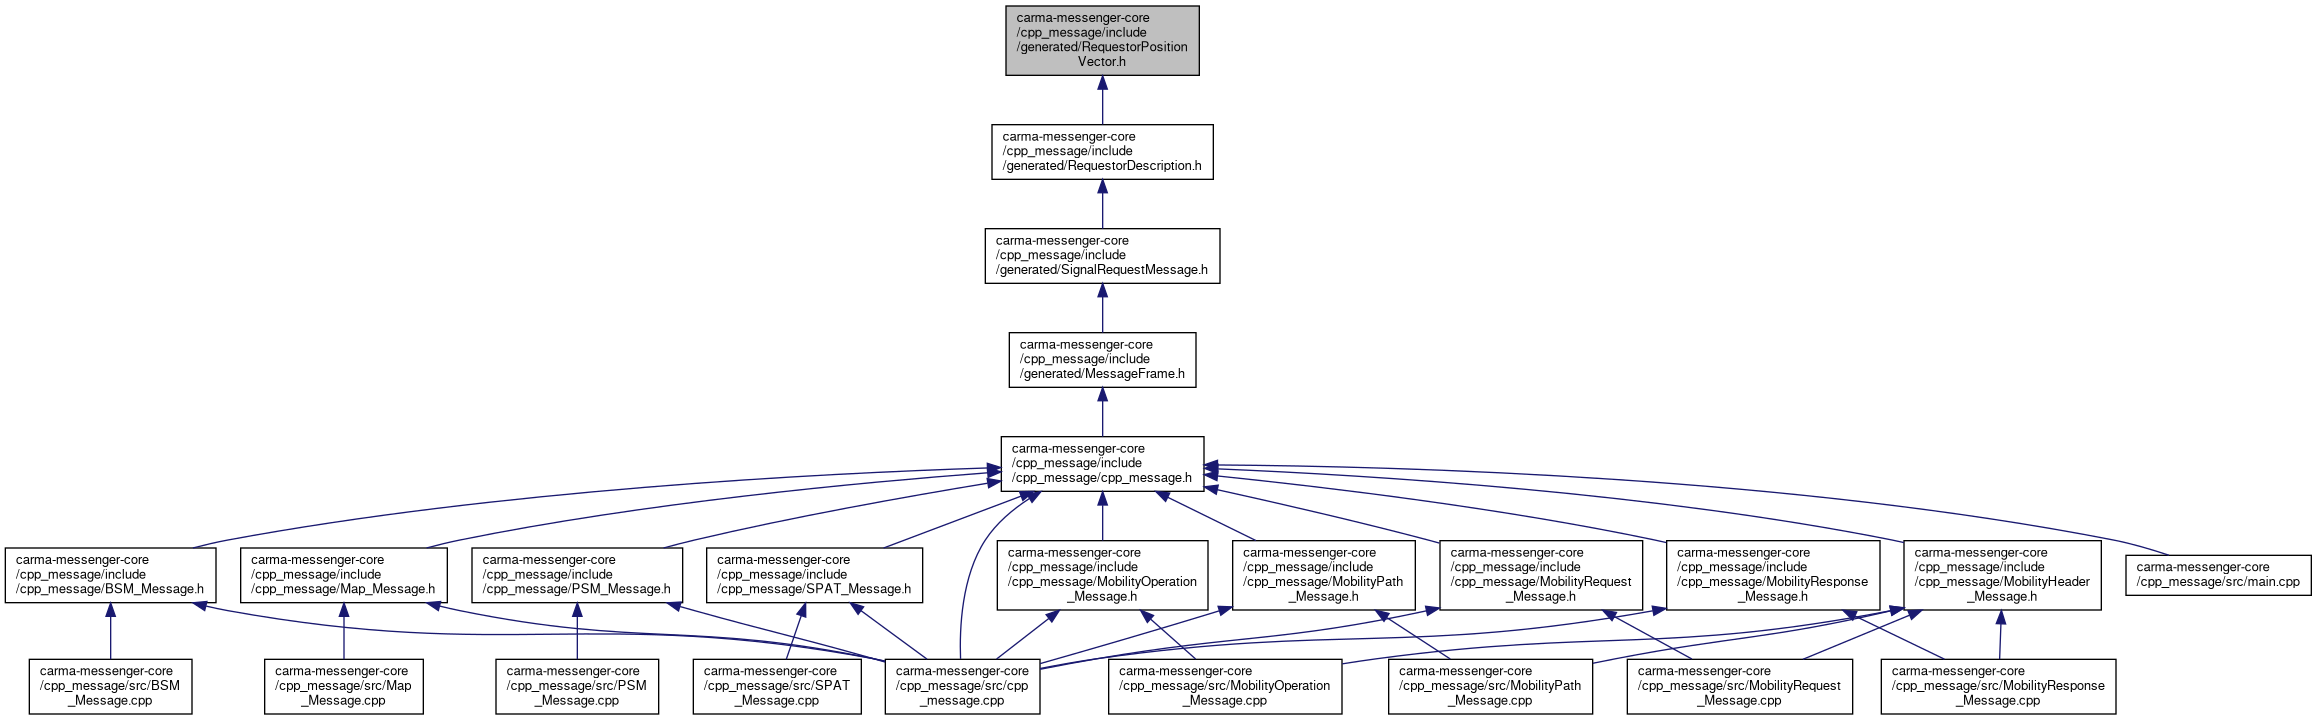 carma-messenger-core
/cpp_message/include
/generated/RequestorPosition
Vector.h
carma-messenger-core
/cpp_message/include
/generated/RequestorDescription.h
carma-messenger-core
/cpp_message/include
/generated/SignalRequestMessage.h
carma-messenger-core
/cpp_message/include
/generated/MessageFrame.h
carma-messenger-core
/cpp_message/include
/cpp_message/cpp_message.h
carma-messenger-core
/cpp_message/include
/cpp_message/BSM_Message.h
carma-messenger-core
/cpp_message/include
/cpp_message/Map_Message.h
carma-messenger-core
/cpp_message/include
/cpp_message/PSM_Message.h
carma-messenger-core
/cpp_message/include
/cpp_message/SPAT_Message.h
carma-messenger-core
/cpp_message/include
/cpp_message/MobilityOperation
_Message.h
carma-messenger-core
/cpp_message/include
/cpp_message/MobilityPath
_Message.h
carma-messenger-core
/cpp_message/include
/cpp_message/MobilityRequest
_Message.h
carma-messenger-core
/cpp_message/include
/cpp_message/MobilityResponse
_Message.h
carma-messenger-core
/cpp_message/include
/cpp_message/MobilityHeader
_Message.h
carma-messenger-core
/cpp_message/src/main.cpp
carma-messenger-core
/cpp_message/src/BSM
_Message.cpp
carma-messenger-core
/cpp_message/src/Map
_Message.cpp
carma-messenger-core
/cpp_message/src/PSM
_Message.cpp
carma-messenger-core
/cpp_message/src/SPAT
_Message.cpp
carma-messenger-core
/cpp_message/src/cpp
_message.cpp
carma-messenger-core
/cpp_message/src/MobilityOperation
_Message.cpp
carma-messenger-core
/cpp_message/src/MobilityPath
_Message.cpp
carma-messenger-core
/cpp_message/src/MobilityRequest
_Message.cpp
carma-messenger-core
/cpp_message/src/MobilityResponse
_Message.cpp